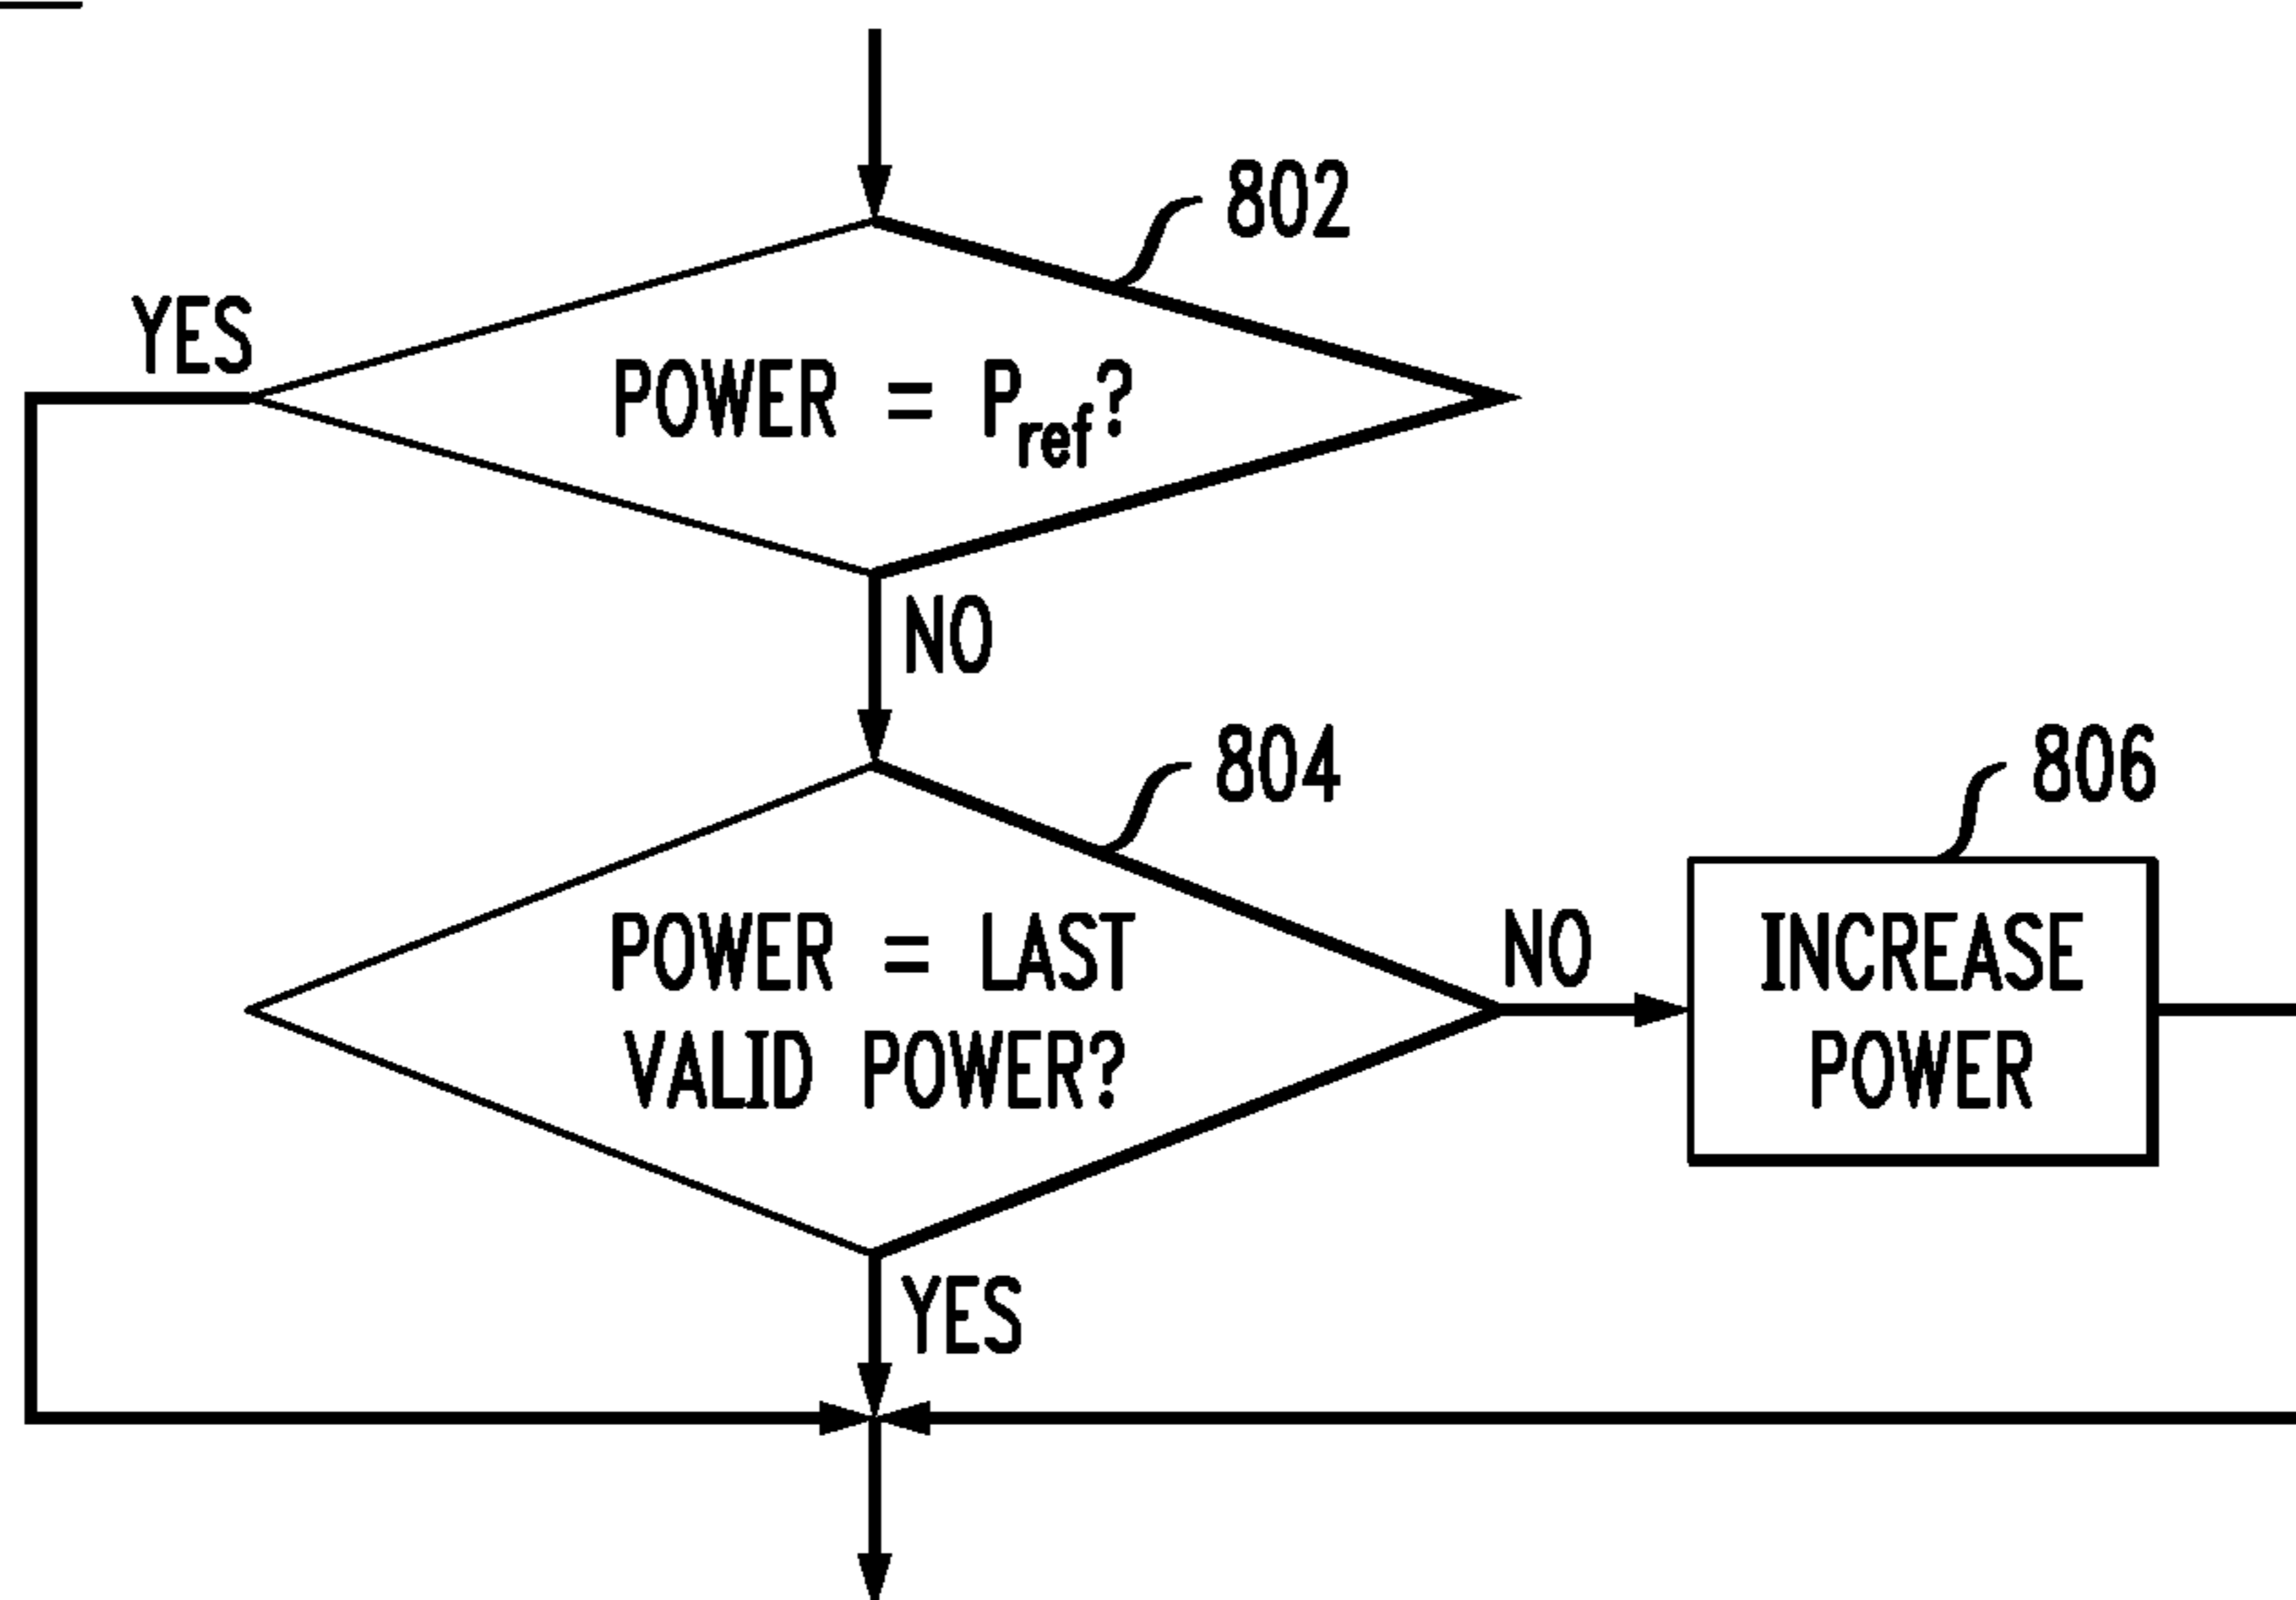 802
YES
POWER = Pref?
NO
804
806
POWER = LAST
VALID POWER?
NO
INCREASE
POWER
YES